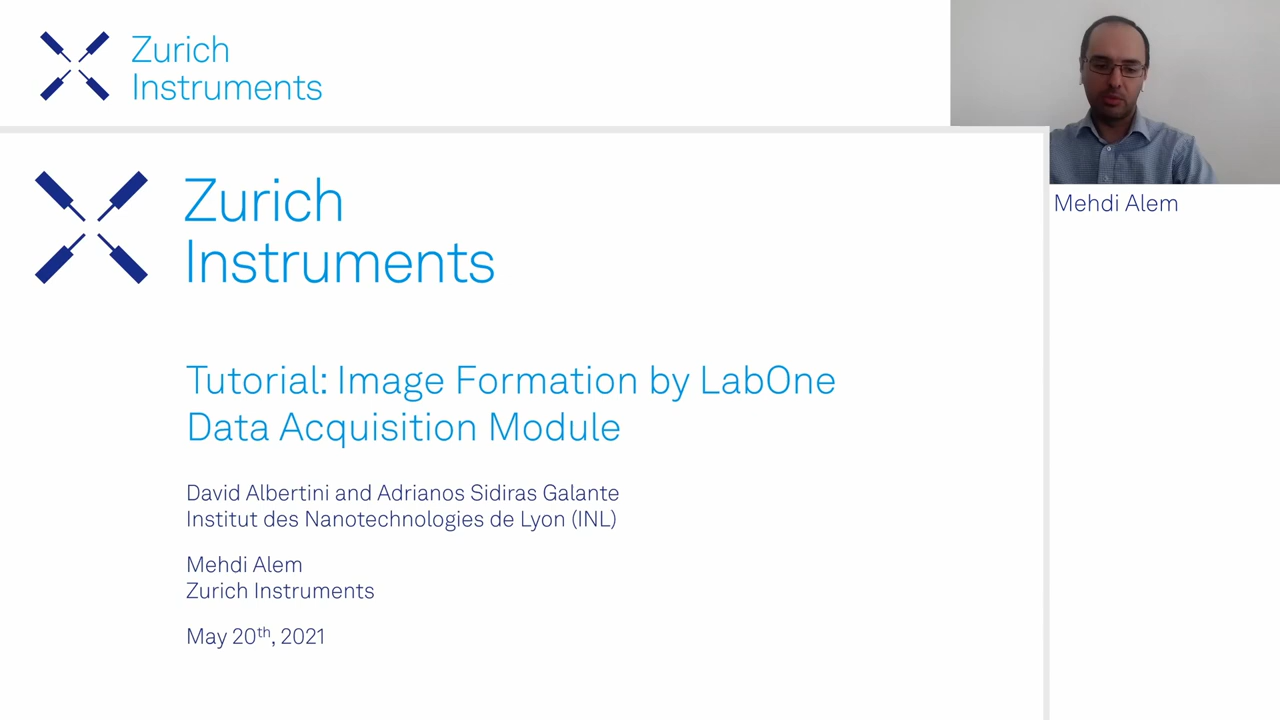 Zurich
Instruments
Mehdi Alem
Zurich
Instruments
Tutorial: Image Formation by LabOne
Data Acquisition Module
David Albertini and Adrianos Sidiras Galante
Institut des Nanotechnologies de Lyon (INL)
Mehdi Alem
Zurich Instruments
May 20th, 2021